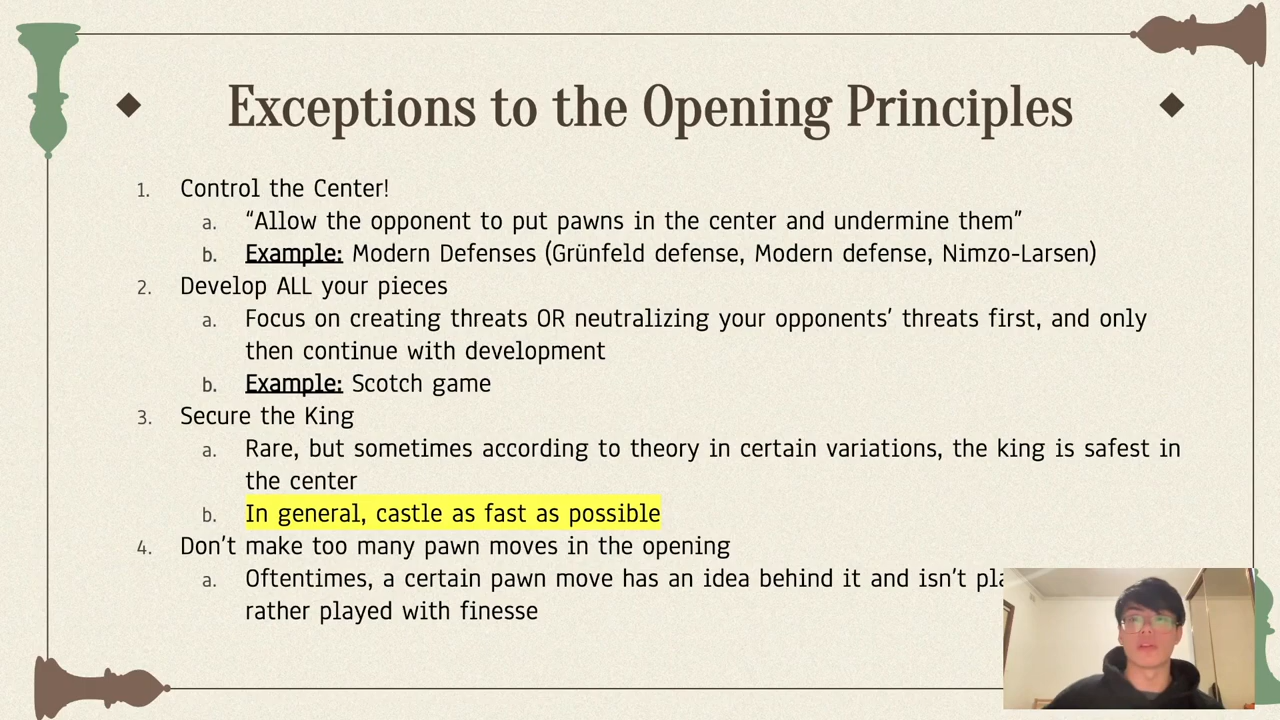 Exceptions to the Opening Principles
1. Control the Center!
a. “Allow the opponent to put pawns in the center and undermine them”
b. Example: Modern Defenses (Grünfeld defense, Modern defense, Nimzo-Larsen)
2. Develop ALL your pieces
a. Focus on creating threats OR neutralizing your opponents’ threats first, and only
then continue with development
b. Example: Scotch game
3. Secure the King
a. Rare, but sometimes according to theory in certain variations, the king is safest in
the center
b. In general, castle as fast as possible
4. Don’t make too many pawn moves in the opening
a. Oftentimes, a certain pawn move has an idea behind it and isn’t
rather played with finesse